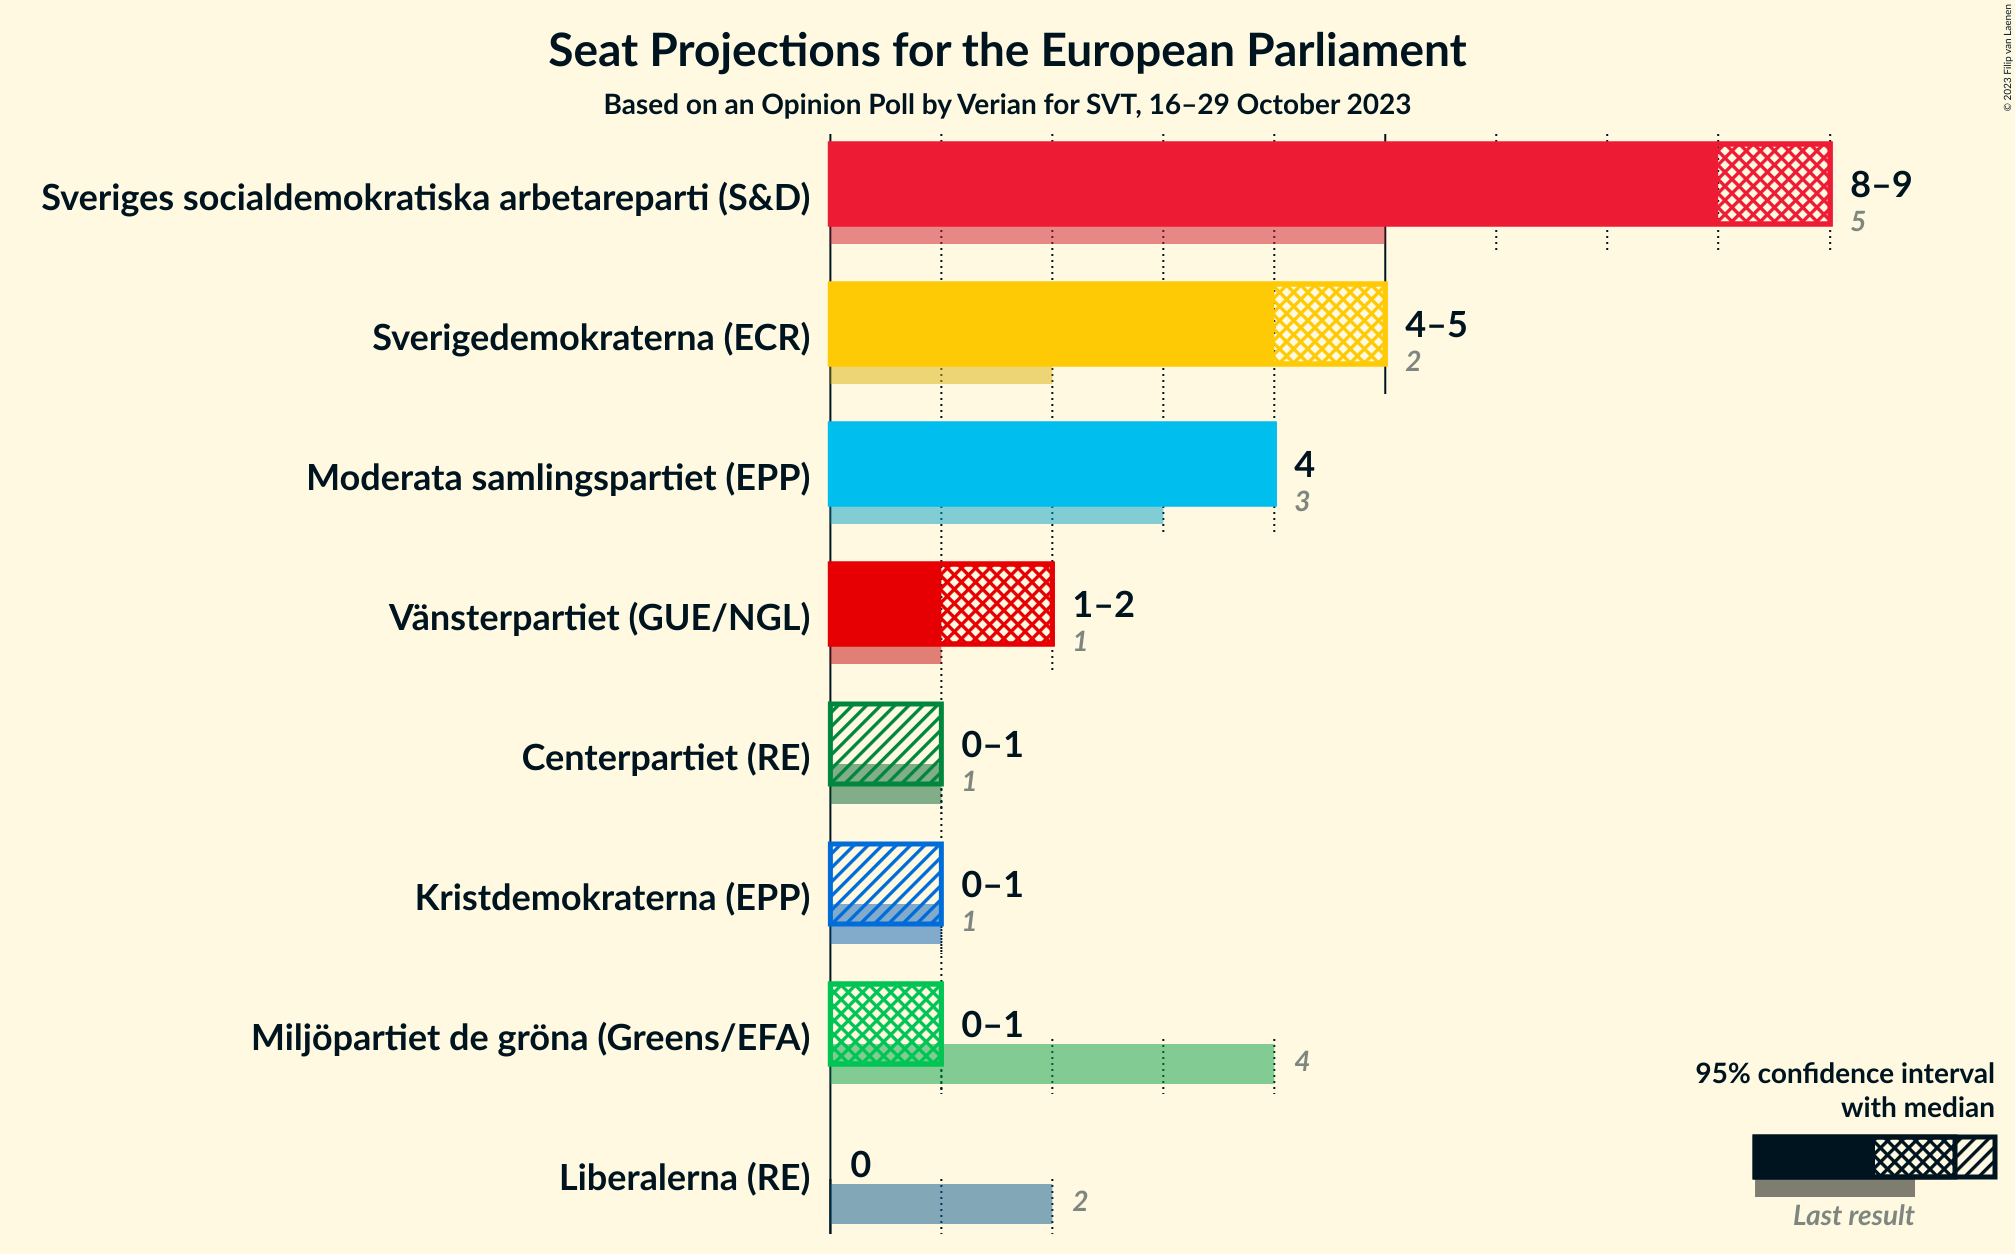 Seat Projections for the European Parliament
Based on an Opinion Poll by Verian for SVT, 16–29 October 2023
© 2023 Filip van Laenen
Sveriges socialdemokratiska arbetareparti (S&D)
8–9
5
Sverigedemokraterna (ECR)
4–5
2
Moderata samlingspartiet (EPP)
4
3
Vänsterpartiet (GUE/NGL)
1–2
1
Centerpartiet (RE)
0–1
1
Kristdemokraterna (EPP)
0–1
1
Miljöpartiet de gröna (Greens/EFA)
0–1
4
Liberalerna (RE)
0
2
95% confidence interval
with median
Last result